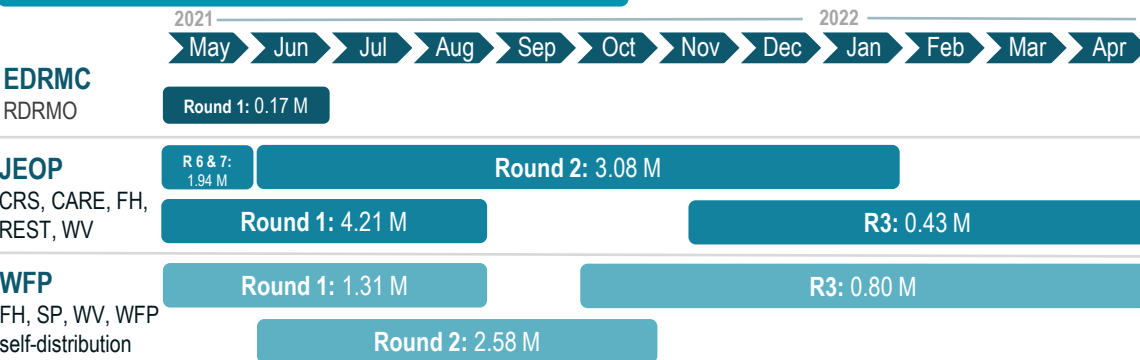 2021
2022
May Jun Jul Aug Sep Oct Nov Dec Jan Feb Mar Apr
EDRMC
RDRMO
Round 1: 0.17 M
JEOP
CRS, CARE, FH,
REST, WV
R 6 & 7:
1.94 M
Round 2: 3.08 M
Round 1: 4.21 M
R3: 0.43 M
WFP
FH, SP, WV, WFP
self-distribution
Round 1: 1.31 M
R3: 0.80 M
Round 2: 2.58 M